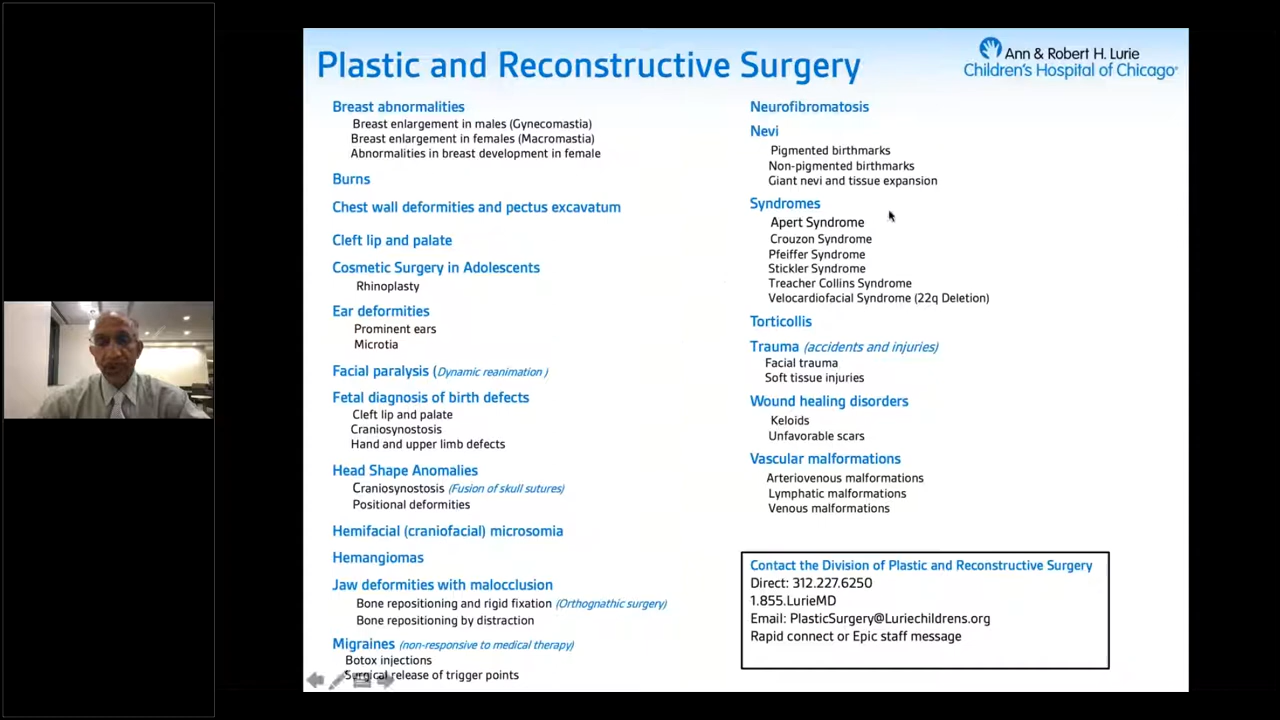 Plastic and Reconstructive Surgery
Ann & Robert H. Lurie
Children's Hospital of Chicago®
Breast abnormalities
Breast enlargement in males (Gynecomastia)
Breast enlargement in females (Macromastia)
Abnormalities in breast development in female
Burns
Chest wall deformities and pectus excavatum
Cleft lip and palate
Cosmetic Surgery in Adolescents
Rhinoplasty
Ear deformities
Prominent ears
Microtia
Facial paralysis (Dynamic reanimation )
Fetal diagnosis of birth defects
Cleft lip and palate
Craniosynostosis
Hand and upper limb defects
Head Shape Anomalies
Craniosynostosis (Fusion of skull sutures)
Positional deformities
Hemifacial (craniofacial) microsomia
Hemangiomas
Jaw deformities with malocclusion
Bone repositioning and rigid fixation (Orthognathic surgery)
Bone repositioning by distraction
Migraines (non-responsive to medical therapy)
Botox injections
Surgical release of trigger points
Neurofibromatosis
Nevi
Pigmented birthmarks
Non-pigmented birthmarks
Giant nevi and tissue expansion
Syndromes
Apert Syndrome
Crouzon Syndrome
Pfeiffer Syndrome
Stickler Syndrome
Treacher Collins Syndrome
Velocardiofacial Syndrome (22q Deletion)
Torticollis
Trauma (accidents and injuries)
Facial trauma
Soft tissue injuries
Wound healing disorders
Keloids
Unfavorable scars
Vascular malformations
Arteriovenous malformations
Lymphatic malformations
Venous malformations
Contact the Division of Plastic and Reconstructive Surgery
Direct: 312.227.6250
1.855.LurieMD
Email: PlasticSurgery@Luriechildrens.org
Rapid connect or Epic staff message